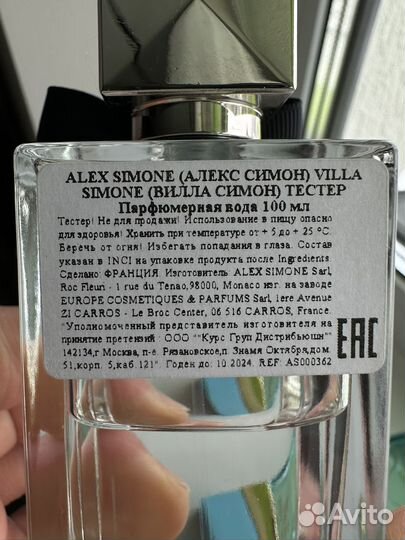 ALEX SIMONE (АЛЕКС СИМОН) VILLA
SIMONE (ВИЛЛА СИМОН) ТЕСТЕР
Парфюмерная вода 100 мл
Тестер! Не для продажи! Использование в пищу опасно
для здоровья! Хранить при температуре от + 5 до + 25 °C.
Беречь от огня! Избегать попадания в глаза. Состав
указан в INCI на упаковке продукта после Ingredients.
Сделано: ФРАНЦИЯ. Изготовитель: ALEX SIMONE Sarl,
Roc Fleuri - 1 rue du Tenao,98000, Monaco изг. на заводе
EUROPE COSMETIQUES & PARFUMS Sarl, 1ere Avenue
ZI CARROS - Le Broc Center, 06 516 CARROS, France.
"Уполномоченный представитель изготовителя на
принятие претензий : ООО ""Курс Груп Дистрибьюшн""
142134,г Москва, п-е. Рязановское,п. Знамя Октября,дом
51,корп. 5,каб.121". Годен до: 10 2024. REF: AS000362
EAC
Avito